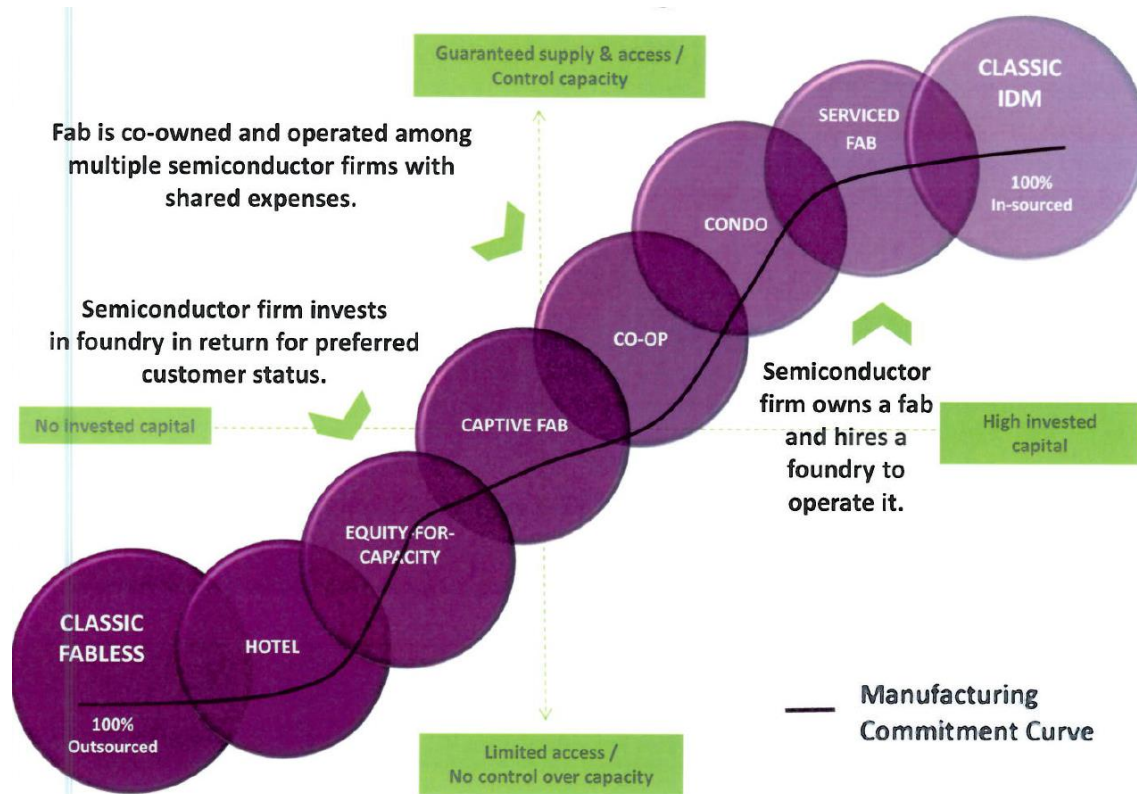 Guaranteed supply & access /
Control capacity
CLASSIC
IDM
100%
In-sourced
SERVICED
FAB
Fab is co-owned and operated among
multiple semiconductor firms with
shared expenses.
CONDO
CO-OP
Semiconductor firm invests
in foundry in return for preferred
customer status.
Semiconductor
firm owns a fab
and hires a
foundry to
operate it.
No invested capital
CAPTIVE FAB
High invested
capital
EQUITY-FOR-
CAPACITY
CLASSIC
FABLESS
HOTEL
100%
Outsourced
Manufacturing
Commitment Curve
Limited access /
No control over capacity